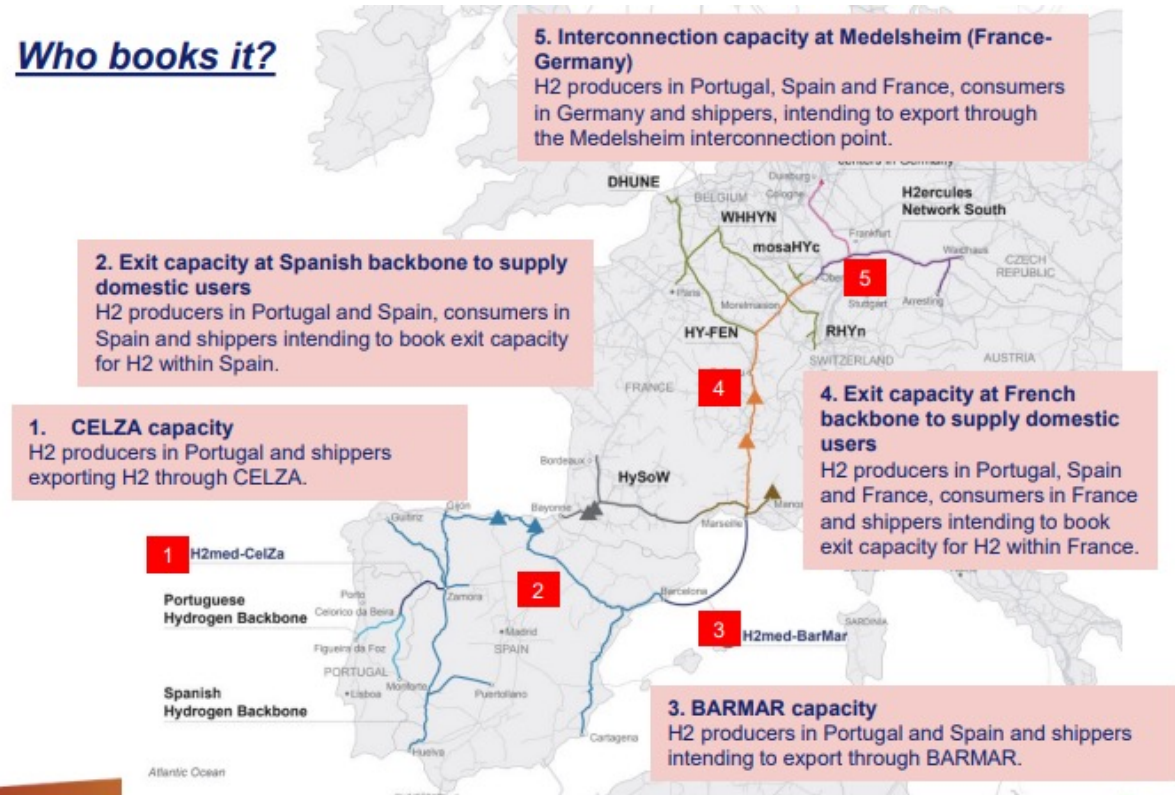 Who books it?
5. Interconnection capacity at Medelsheim (France-
Germany)
H2 producers in Portugal, Spain and France, consumers
in Germany and shippers, intending to export through
the Medelsheim interconnection point.
centers in Germany
Duisburg
Cologne
DHUNE
BELGIUM
H2ercules
Network South
WHHYN
Frankfurt
mosaHYc
Waidhaus
CZECH
REPUBLIC
2. Exit capacity at Spanish backbone to supply
domestic users
H2 producers in Portugal and Spain, consumers in
Spain and shippers intending to book exit capacity
for H2 within Spain.
5
Paris
Morelmaison
Stuttgart
HY-FEN
RHYn
SWITZERLAND
AUSTRIA
FRANCE
4
4. Exit capacity at French
backbone to supply domestic
users
H2 producers in Portugal, Spain
and France, consumers in France
and shippers intending to book
exit capacity for H2 within France.
1. CELZA capacity
H2 producers in Portugal and shippers
exporting H2 through CELZA.
Bordeaux
HySoW
Gijón
Guitiriz
Bayonne
Marseille
1
H2med-CelZa
2
Porto
Zamora
Barcelona
Portuguese
Hydrogen Backbone
Celorico da Beira
Figueira da Foz
Madrid
SPAIN
3
H2med-BarMar
SARDINIA
PORTUGAL
Monforte
Lisboa
Puertollano
Spanish
Hydrogen Backbone
Huelva
Cartagena
3. BARMAR capacity
H2 producers in Portugal and Spain and shippers
intending to export through BARMAR.
Atlantic Ocean